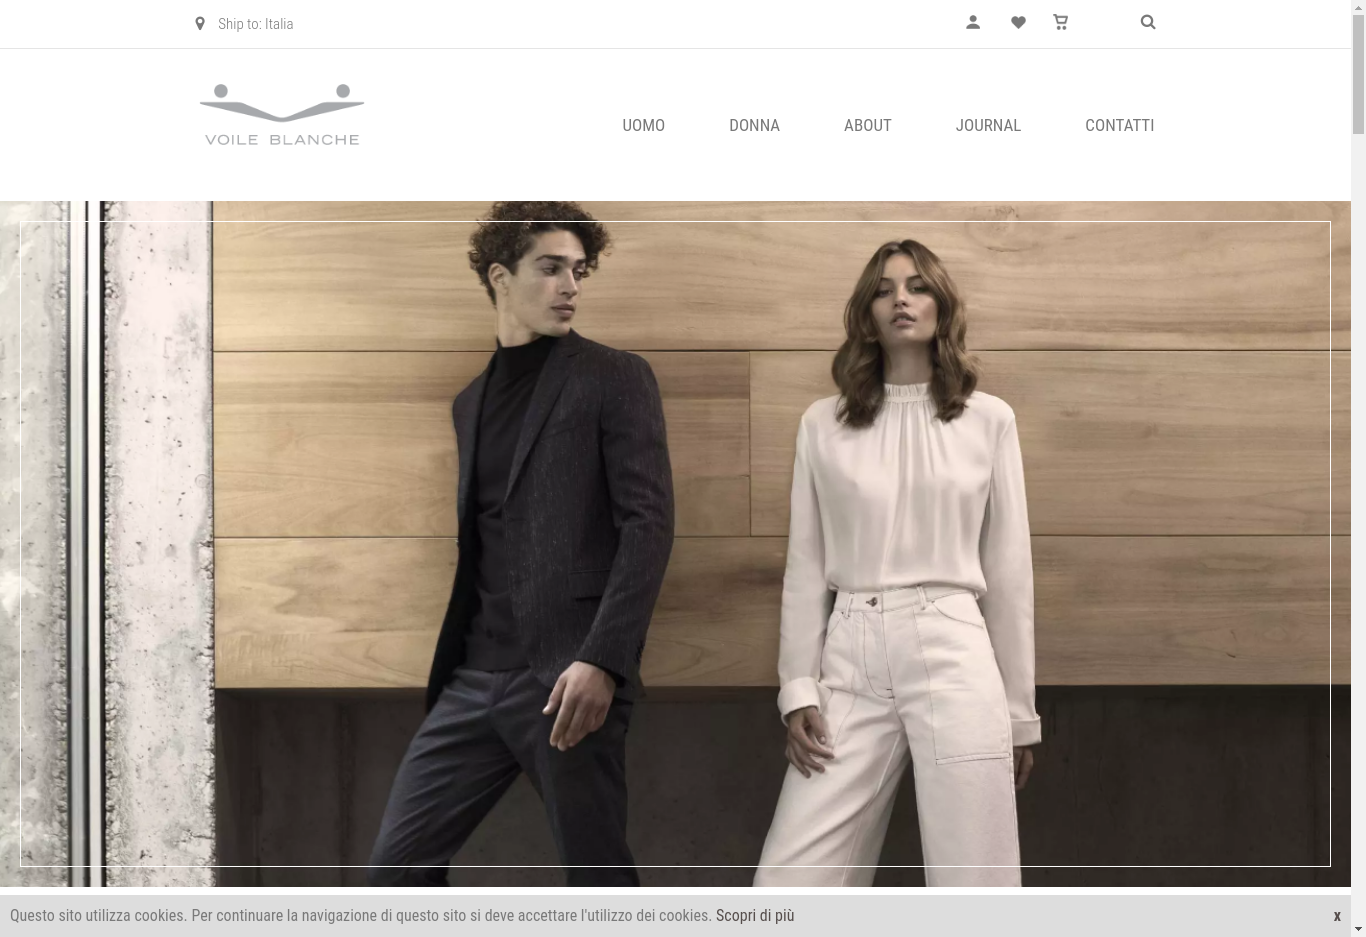 Ship to: Italia
VOILE BLANCHE
UOMO DONNA ABOUT JOURNAL CONTATTI
Questo sito utilizza cookies. Per continuare la navigazione di questo sito si deve accettare l'utilizzo dei cookies. Scopri di più x